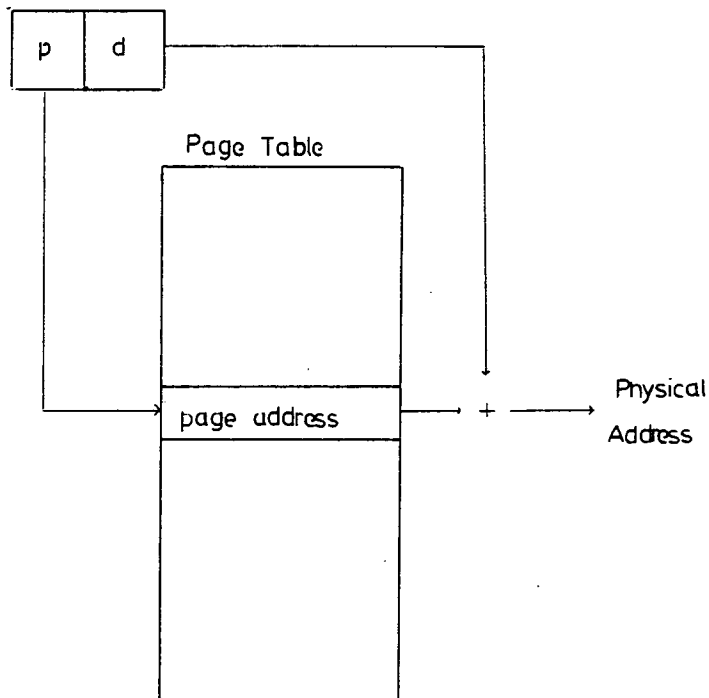 p d
Page Table
page address
+
Physical
Address